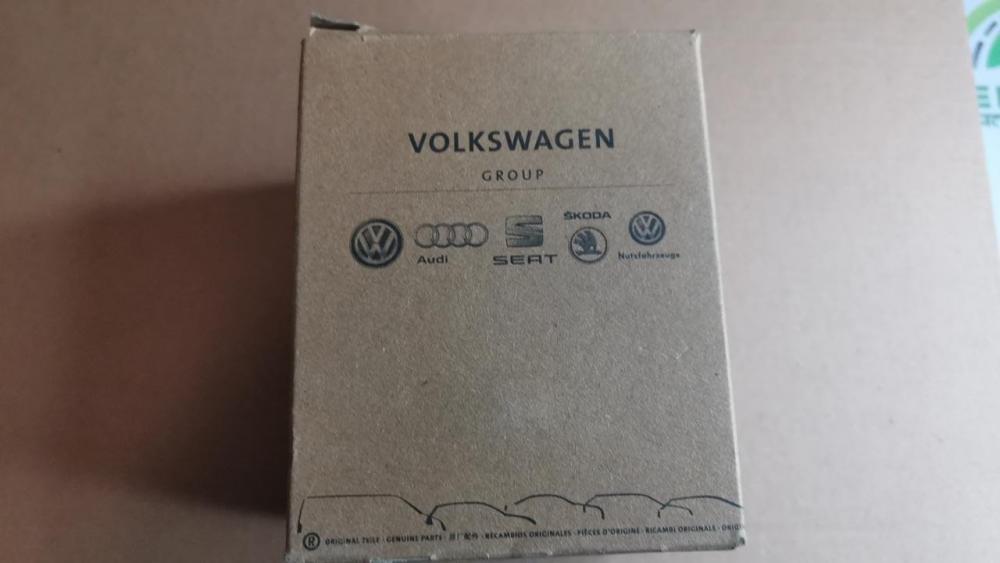 VOLKSWAGEN
GROUP
ŠKODA
Audi
SEAT
Nutzfahrzeuge
® ORIGINAL TEILE · GENUINE PARTS · 原厂配件 · RECAMBIOS ORIGINALES · PIÈCES D'ORIGINE · RICAMBI ORIGINALE ·